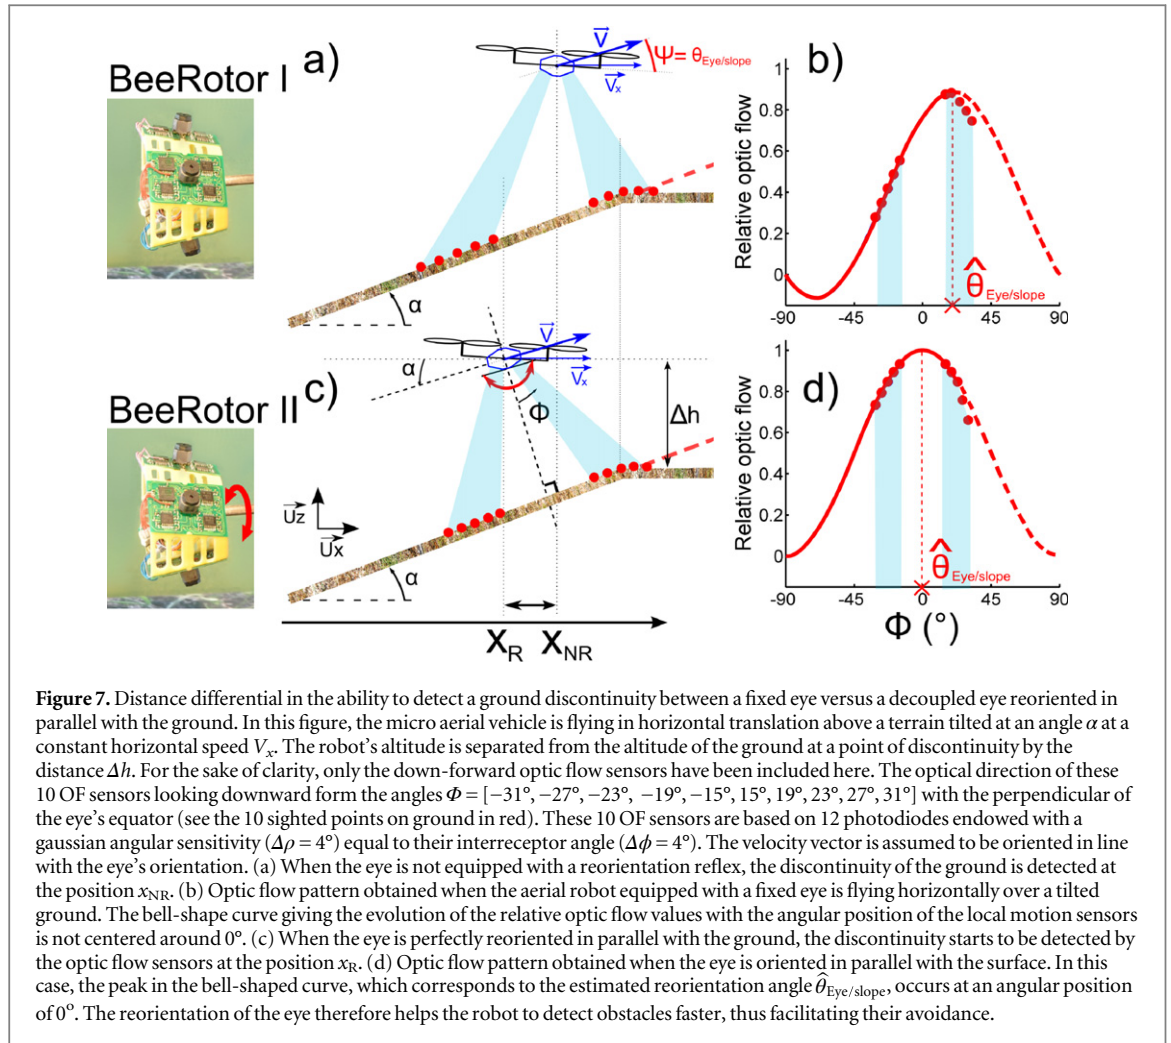 BeeRotor I
a)
V
Ψ= θEye/slope
Vx
α
b)
Relative optic flow
1
0.8
0.6
0.4
0.2
0
θ̂Eye/slope
-90
-45
0
45
90
BeeRotor II
c)
α
V
Vx
Φ
Δh
Uz
Ux
α
XR
XNR
d)
Relative optic flow
1
0.8
0.6
0.4
0.2
0
θ̂Eye/slope
-90
-45
0
45
90
Φ (°)
Figure 7. Distance differential in the ability to detect a ground discontinuity between a fixed eye versus a decoupled eye reoriented in
parallel with the ground. In this figure, the micro aerial vehicle is flying in horizontal translation above a terrain tilted at an angle α at a
constant horizontal speed Vx. The robot's altitude is separated from the altitude of the ground at a point of discontinuity by the
distance Δh. For the sake of clarity, only the down-forward optic flow sensors have been included here. The optical direction of these
10 OF sensors looking downward form the angles Φ = [−31°, −27°, −23°, −19°, −15°, 15°, 19°, 23°, 27°, 31°] with the perpendicular of
the eye's equator (see the 10 sighted points on ground in red). These 10 OF sensors are based on 12 photodiodes endowed with a
gaussian angular sensitivity (Δρ = 4°) equal to their interreceptor angle (Δϕ = 4°). The velocity vector is assumed to be oriented in line
with the eye's orientation. (a) When the eye is not equipped with a reorientation reflex, the discontinuity of the ground is detected at
the position xNR. (b) Optic flow pattern obtained when the aerial robot equipped with a fixed eye is flying horizontally over a tilted
ground. The bell-shape curve giving the evolution of the relative optic flow values with the angular position of the local motion sensors
is not centered around 0°. (c) When the eye is perfectly reoriented in parallel with the ground, the discontinuity starts to be detected by
the optic flow sensors at the position xR. (d) Optic flow pattern obtained when the eye is oriented in parallel with the surface. In this
case, the peak in the bell-shaped curve, which corresponds to the estimated reorientation angle θ̂Eye/slope, occurs at an angular position
of 0°. The reorientation of the eye therefore helps the robot to detect obstacles faster, thus facilitating their avoidance.